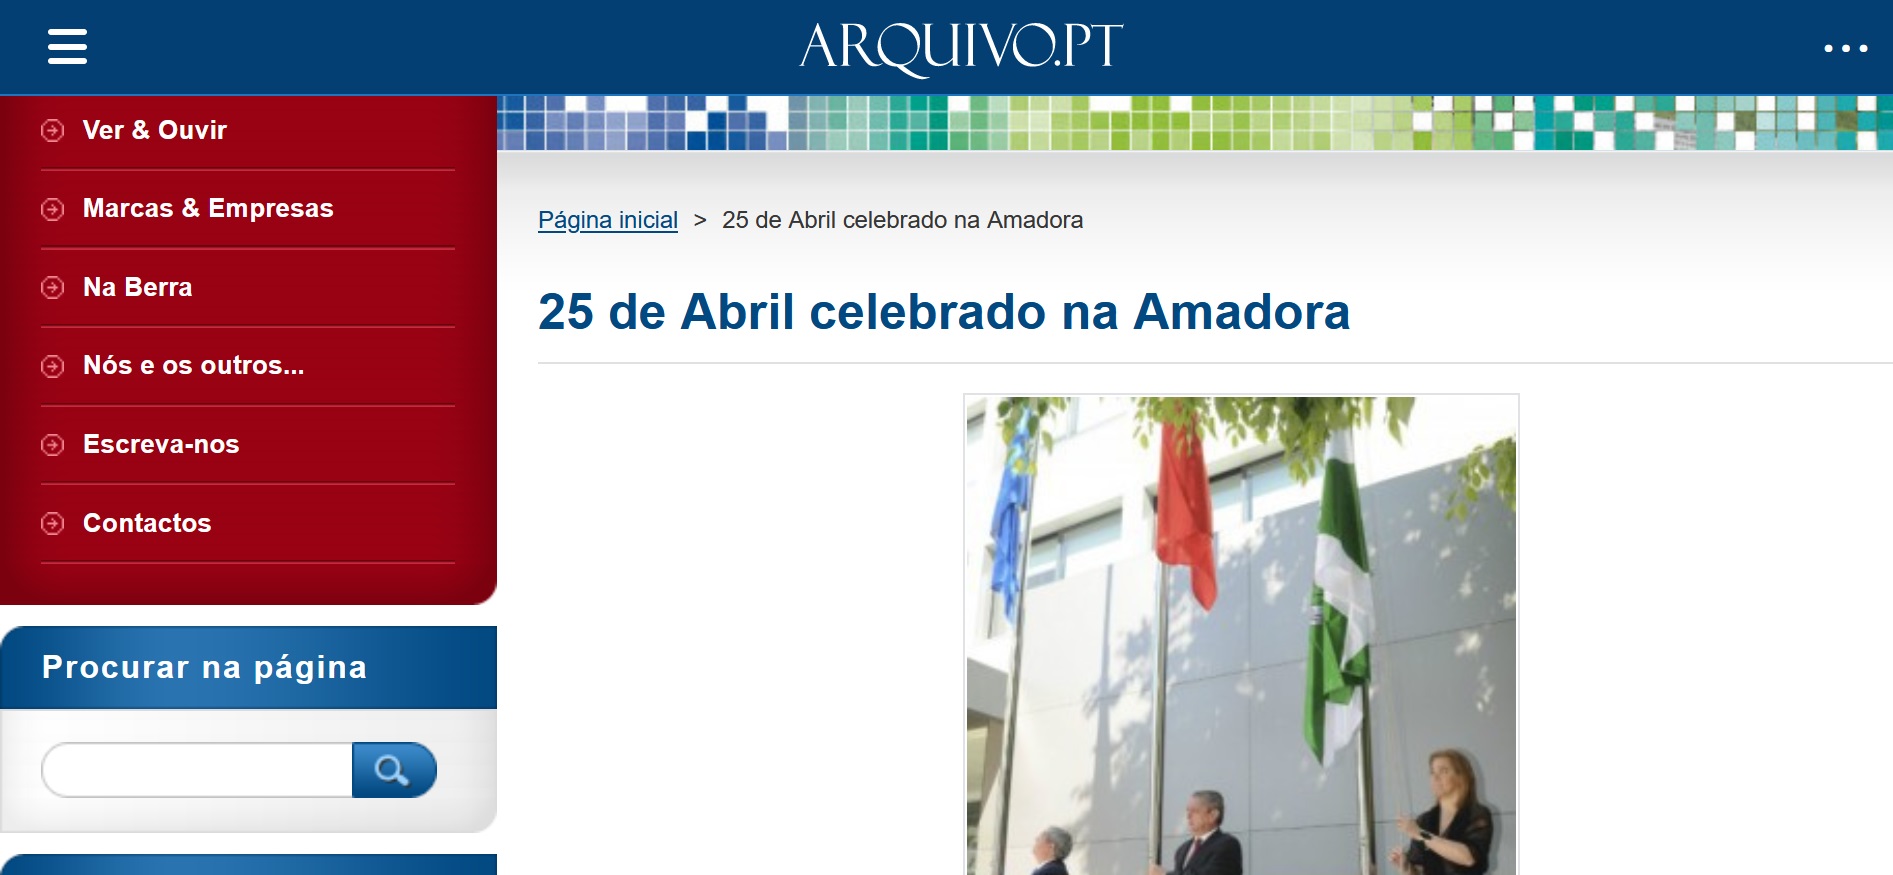 ARQUIVO.PT
Ver & Ouvir
Marcas & Empresas
Na Berra
Nós e os outros...
Escreva-nos
Contactos
Procurar na página
Página inicial > 25 de Abril celebrado na Amadora
25 de Abril celebrado na Amadora